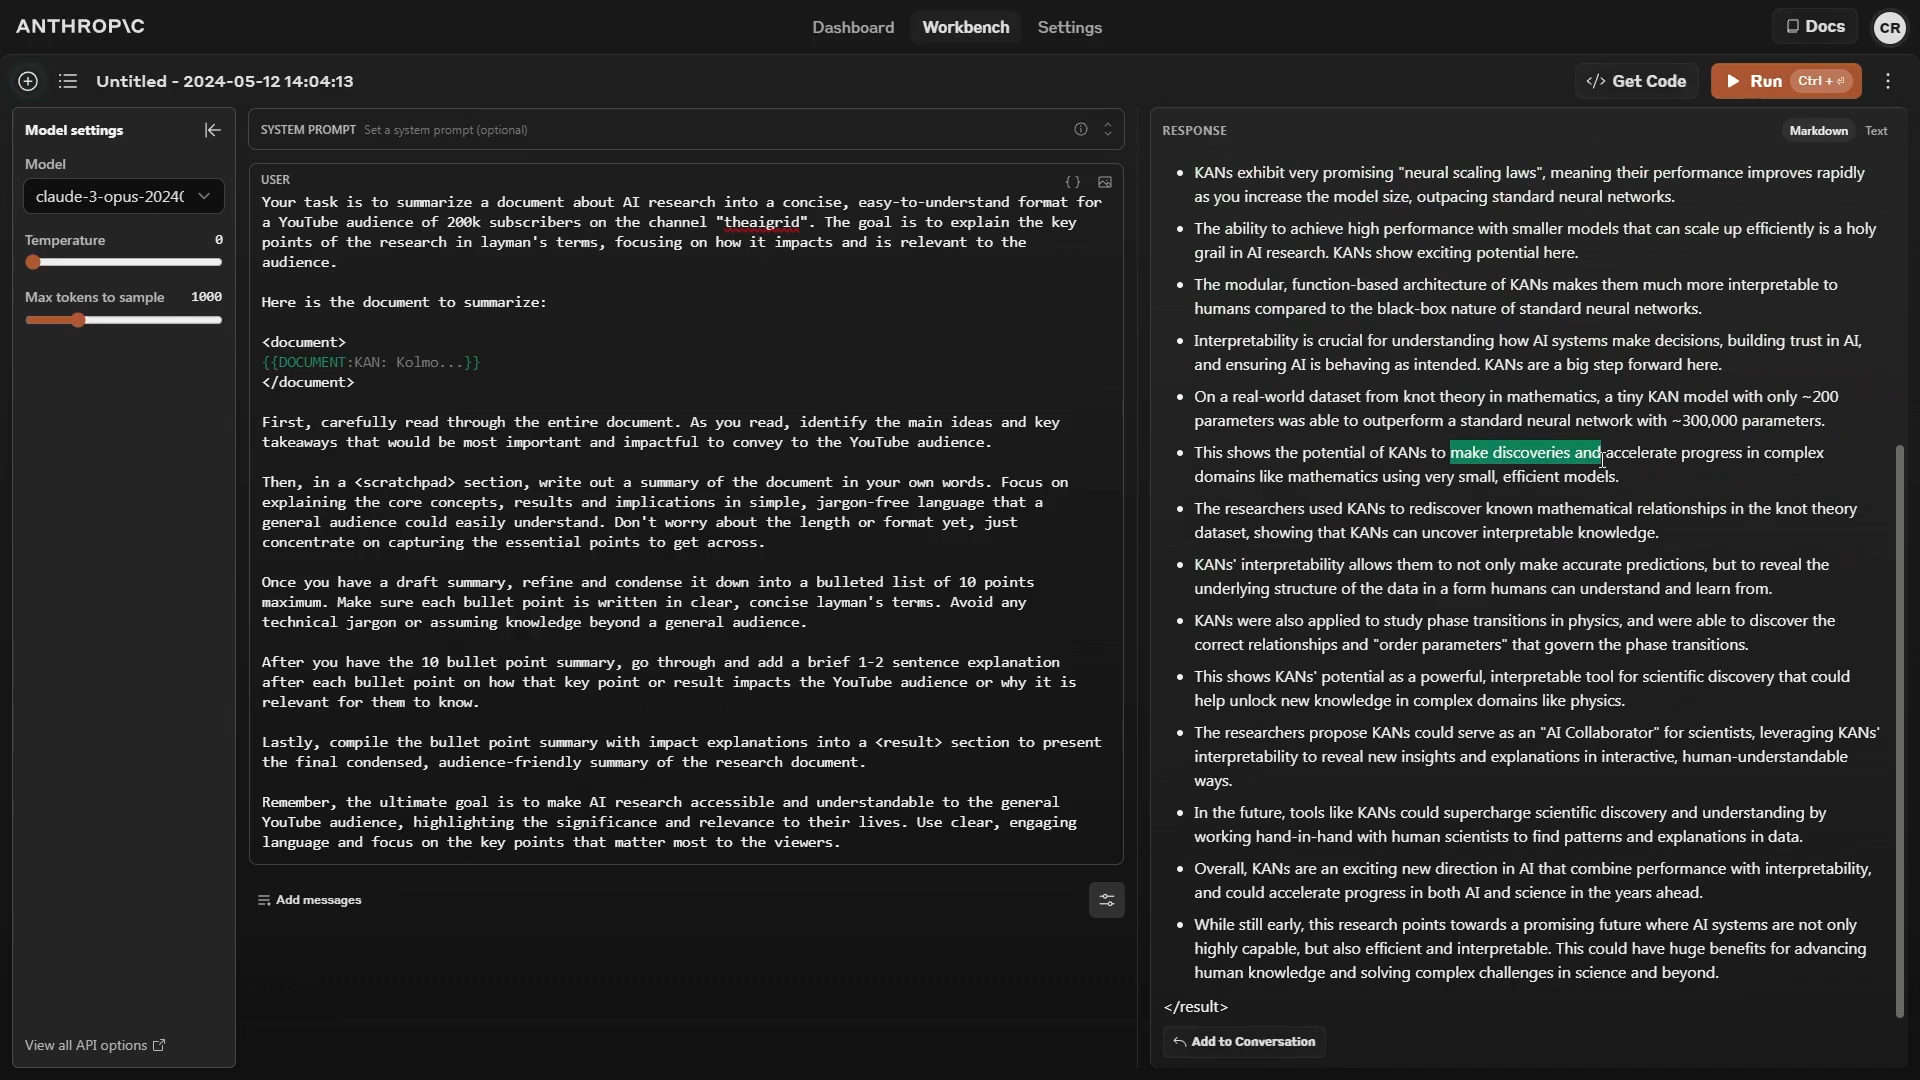 ANTHROP\C
Dashboard
Workbench
Settings
Docs
CR
Untitled - 2024-05-12 14:04:13
</> Get Code
Run Ctrl + ⏎
Model settings
Model
claude-3-opus-2024(
Temperature 0
Max tokens to sample 1000
View all API options
SYSTEM PROMPT Set a system prompt (optional)
USER
{ }
Your task is to summarize a document about AI research into a concise, easy-to-understand format for
a YouTube audience of 200k subscribers on the channel "theaigrid". The goal is to explain the key
points of the research in layman's terms, focusing on how it impacts and is relevant to the
audience.
Here is the document to summarize:
<document>
{{DOCUMENT:KAN: Kolmo...}}
</document>
First, carefully read through the entire document. As you read, identify the main ideas and key
takeaways that would be most important and impactful to convey to the YouTube audience.
Then, in a <scratchpad> section, write out a summary of the document in your own words. Focus on
explaining the core concepts, results and implications in simple, jargon-free language that a
general audience could easily understand. Don't worry about the length or format yet, just
concentrate on capturing the essential points to get across.
Once you have a draft summary, refine and condense it down into a bulleted list of 10 points
maximum. Make sure each bullet point is written in clear, concise layman's terms. Avoid any
technical jargon or assuming knowledge beyond a general audience.
After you have the 10 bullet point summary, go through and add a brief 1-2 sentence explanation
after each bullet point on how that key point or result impacts the YouTube audience or why it is
relevant for them to know.
Lastly, compile the bullet point summary with impact explanations into a <result> section to present
the final condensed, audience-friendly summary of the research document.
Remember, the ultimate goal is to make AI research accessible and understandable to the general
YouTube audience, highlighting the significance and relevance to their lives. Use clear, engaging
language and focus on the key points that matter most to the viewers.
Add messages
RESPONSE
Markdown
Text
• KANs exhibit very promising "neural scaling laws", meaning their performance improves rapidly
as you increase the model size, outpacing standard neural networks.
• The ability to achieve high performance with smaller models that can scale up efficiently is a holy
grail in AI research. KANs show exciting potential here.
• The modular, function-based architecture of KANs makes them much more interpretable to
humans compared to the black-box nature of standard neural networks.
• Interpretability is crucial for understanding how AI systems make decisions, building trust in AI,
and ensuring AI is behaving as intended. KANs are a big step forward here.
• On a real-world dataset from knot theory in mathematics, a tiny KAN model with only ~200
parameters was able to outperform a standard neural network with ~300,000 parameters.
• This shows the potential of KANs to make discoveries and accelerate progress in complex
domains like mathematics using very small, efficient models.
• The researchers used KANs to rediscover known mathematical relationships in the knot theory
dataset, showing that KANs can uncover interpretable knowledge.
• KANs' interpretability allows them to not only make accurate predictions, but to reveal the
underlying structure of the data in a form humans can understand and learn from.
• KANs were also applied to study phase transitions in physics, and were able to discover the
correct relationships and "order parameters" that govern the phase transitions.
• This shows KANs' potential as a powerful, interpretable tool for scientific discovery that could
help unlock new knowledge in complex domains like physics.
• The researchers propose KANs could serve as an "AI Collaborator" for scientists, leveraging KANs'
interpretability to reveal new insights and explanations in interactive, human-understandable
ways.
• In the future, tools like KANs could supercharge scientific discovery and understanding by
working hand-in-hand with human scientists to find patterns and explanations in data.
• Overall, KANs are an exciting new direction in AI that combine performance with interpretability,
and could accelerate progress in both AI and science in the years ahead.
• While still early, this research points towards a promising future where AI systems are not only
highly capable, but also efficient and interpretable. This could have huge benefits for advancing
human knowledge and solving complex challenges in science and beyond.
</result>
Add to Conversation